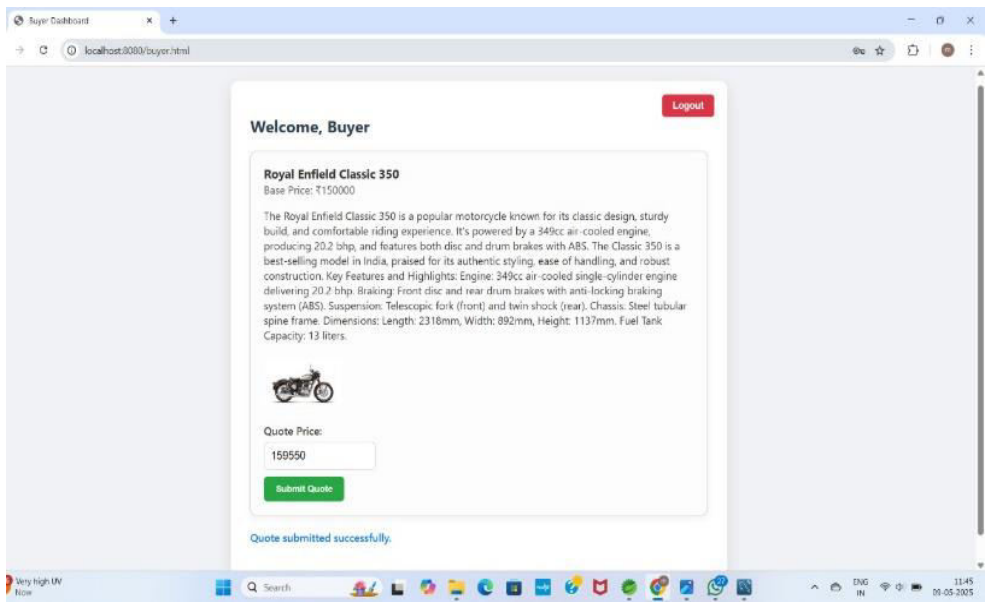 Buyer Dashboard
localhost:8080/buyer.html
Logout
Welcome, Buyer
Royal Enfield Classic 350
Base Price: ₹150000
The Royal Enfield Classic 350 is a popular motorcycle known for its classic design, sturdy
build, and comfortable riding experience. It's powered by a 349cc air-cooled engine,
producing 20.2 bhp, and features both disc and drum brakes with ABS. The Classic 350 is a
best-selling model in India, praised for its authentic styling, ease of handling, and robust
construction. Key Features and Highlights: Engine: 349cc air-cooled single-cylinder engine
delivering 20.2 bhp. Braking: Front disc and rear drum brakes with anti-locking braking
system (ABS). Suspension: Telescopic fork (front) and twin shock (rear). Chassis: Steel tubular
spine frame. Dimensions: Length: 2318mm, Width: 892mm, Height: 1137mm. Fuel Tank
Capacity: 13 liters.
Quote Price:
159550
Submit Quote
Quote submitted successfully.
Very high UV
Now
Search
ENG
IN
11:45
09-05-2025